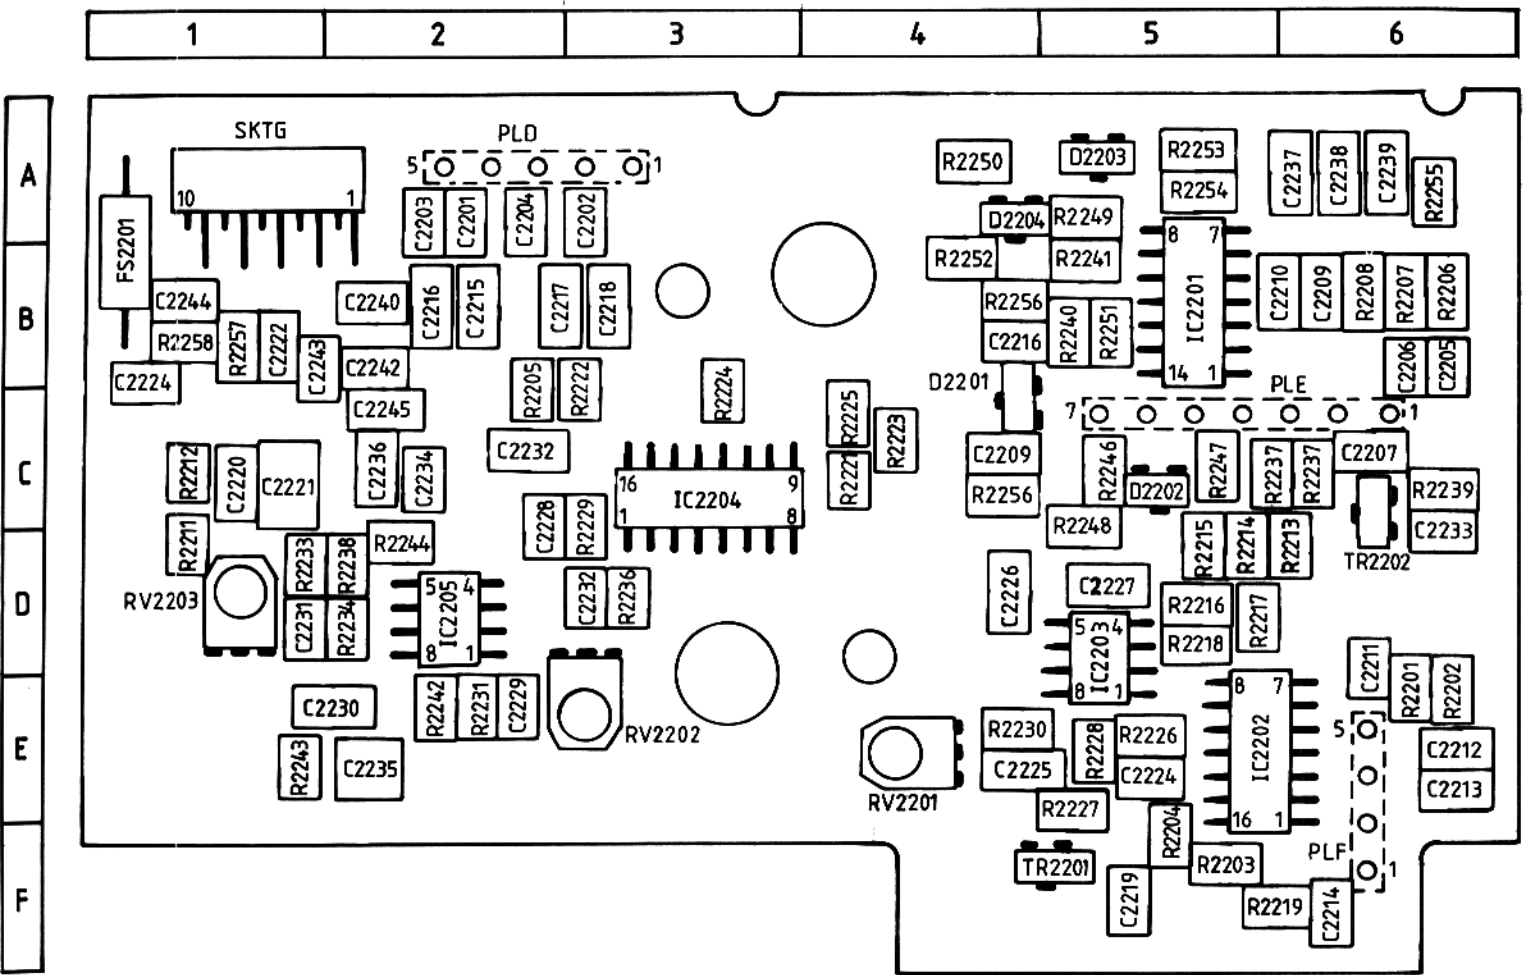 1 2 3 4 5 6
A
B
C
D
E
F
SKTG
PLD
10 1
5 1
FS2201
C2203
C2201
C2204
C2202
R2250
D2203
R2253
R2254
C2237
C2238
C2239
R2255
D2204
R2249
R2252
R2241
8 7
IC2201
14 1
C2244
R2258
C2224
R2257
C2222
C2243
C2240
C2242
C2245
C2216
C2215
C2217
C2218
R2256
C2216
R2240
R2251
C2210
C2209
R2208
R2207
R2206
C2206
C2205
R2205
R2222
R2224
D2201
PLE
7 1
R2225
R2223
R2221
R2212
C2220
C2221
C2236
C2234
C2232
16 9
IC2204
1 8
C2209
R2256
R2246
D2202
R2247
R2237
R2237
C2207
R2239
C2233
TR2202
R2211
R2233
R2238
R2244
C2228
R2229
R2248
R2215
R2214
R2213
RV2203
C2231
R2234
5 4
IC2205
8 1
C2232
R2236
C2226
C2227
R2216
R2218
R2217
5 4
IC2203
8 1
C2211
R2201
R2202
C2230
R2242
R2231
C2229
RV2202
R2243
C2235
RV2201
R2230
C2225
R2228
R2226
C2224
R2227
8 7
IC2202
16 1
5
C2212
C2213
R2204
TR2201
C2219
R2203
PLF
1
R2219
C2214